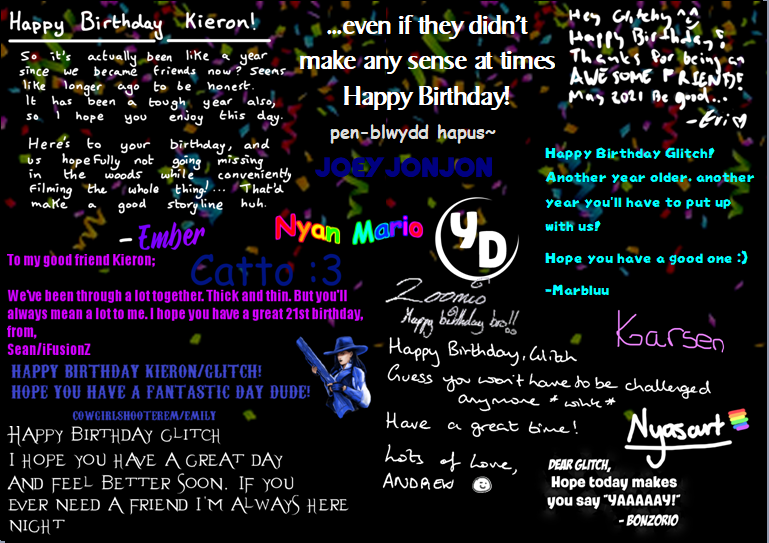 Happy Birthday Kieron!
So it's actually been like a year
since we became friends now? Seems
like longer ago to be honest.
It has been a tough year also,
so I hope you enjoy this day.
Here's to your birthday, and
us hopefully not going missing
in the woods while conveniently
filming the whole thing!... That'd
make a good storyline huh.
- Ember
...even if they didn't
make any sense at times
Happy Birthday!
pen-blwydd hapus~
JOEY JONJON
Hey Glitchy ^^
Happy Birthday!
Thanks for being an
AWESOME FRIEND!
May 2021 Be good...
-Evi
Happy Birthday Glitch!
Another year older. another
year you'll have to put up
with us!
Hope you have a good one :)
-Marbluu
Nyan Mario
YD
Catto :3
To my good friend Kieron;
We've been through a lot together. Thick and thin. But you'll
always mean a lot to me. I hope you have a great 21st birthday,
from,
Sean/iFusionZ
Zoomio
Happy birthday bro!!
Karsen
HAPPY BIRTHDAY KIERON/GLITCH!
HOPE YOU HAVE A FANTASTIC DAY DUDE!
COWGIRLSHOOTEREM/EMILY
Happy Birthday, Glitch
Guess you won't have to be challenged
anymore *wink*
Have a great time!
Lots of Love,
ANDREW
Nyasart
HAPPY BIRTHDAY GLITCH
I HOPE YOU HAVE A GREAT DAY
AND FEEL BETTER SOON. IF YOU
EVER NEED A FRIEND I'M ALWAYS HERE
NIGHT
DEAR GLITCH,
Hope today makes
you say "YAAAAAY!"
- BONZORIO